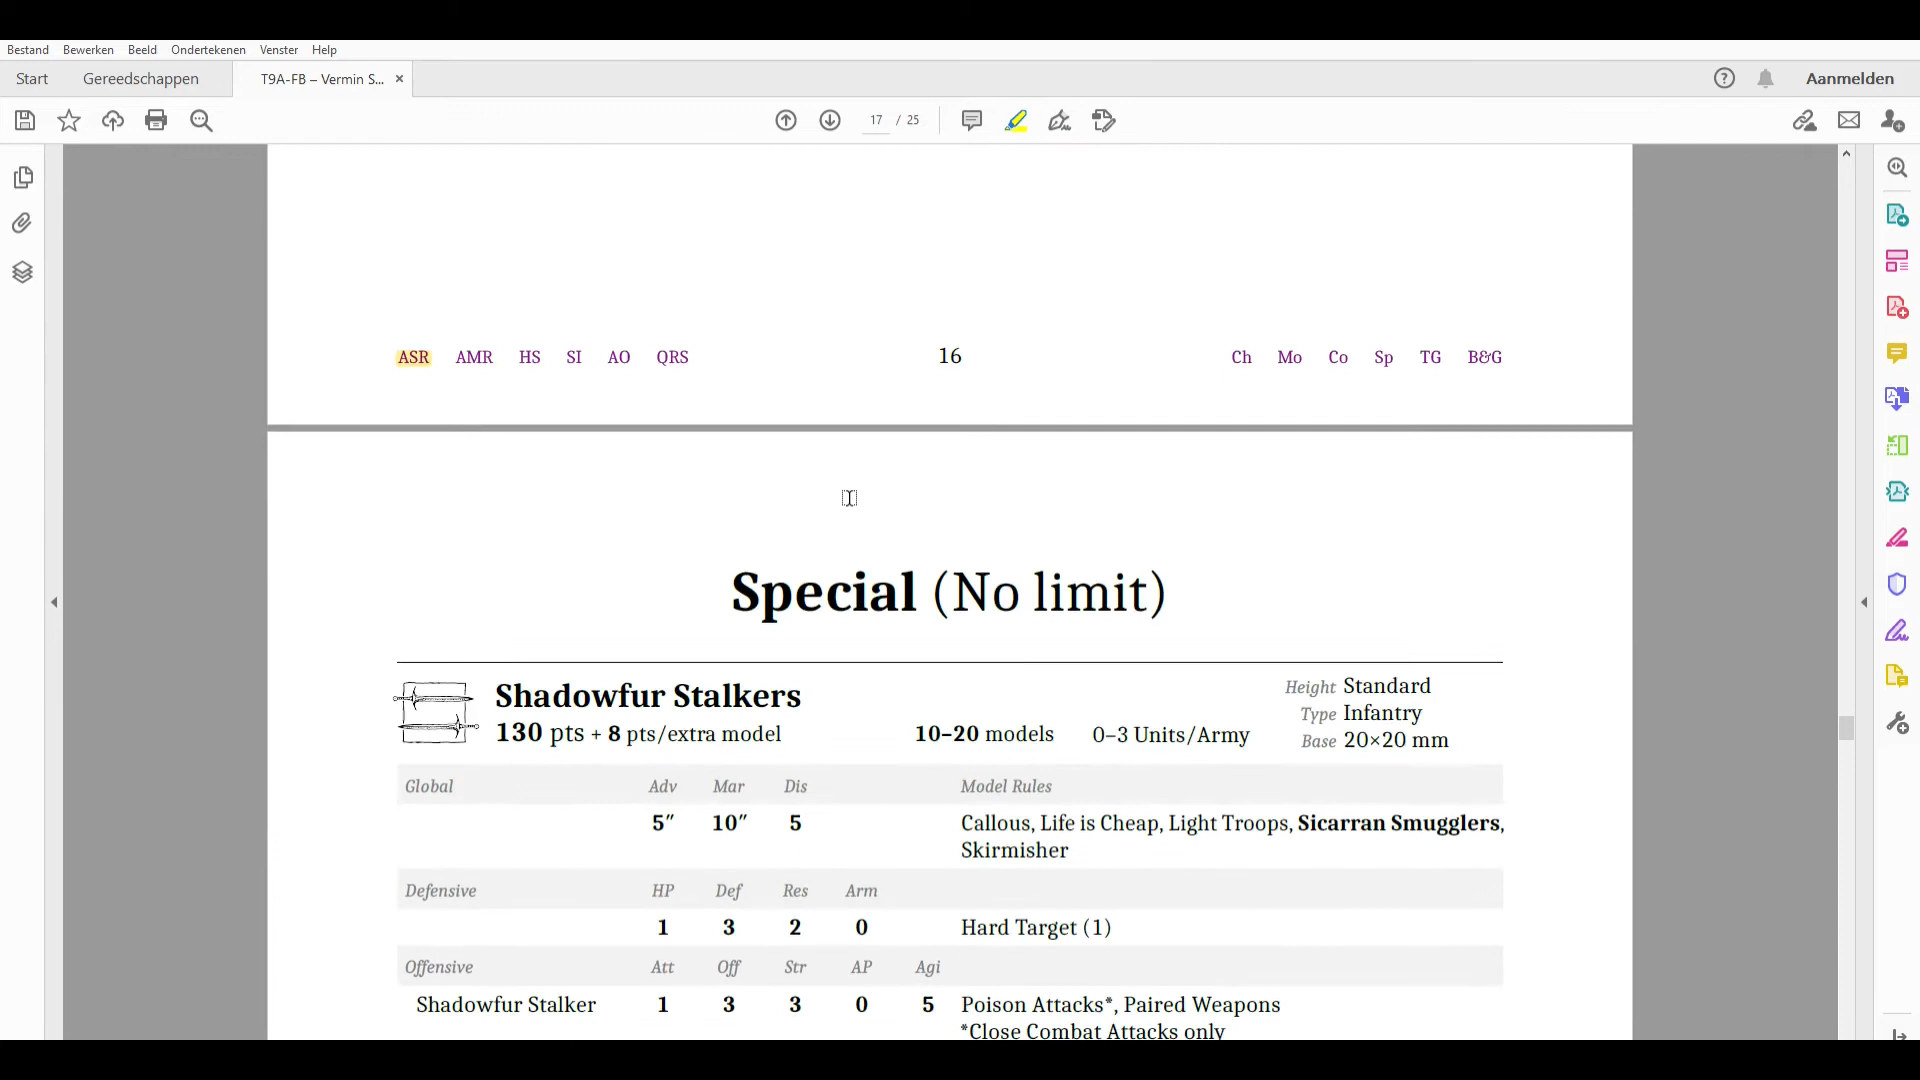 Bestand Bewerken Beeld Ondertekenen Venster Help
Start Gereedschappen T9A-FB – Vermin S... × Aanmelden
17 / 25
ASR AMR HS SI AO QRS 16 Ch Mo Co Sp TG B&G
Special (No limit)
Shadowfur Stalkers
130 pts + 8 pts/extra model 10–20 models 0–3 Units/Army
Height Standard
Type Infantry
Base 20×20 mm
Global Adv Mar Dis Model Rules
5″ 10″ 5 Callous, Life is Cheap, Light Troops, Sicarran Smugglers,
Skirmisher
Defensive HP Def Res Arm
1 3 2 0 Hard Target (1)
Offensive Att Off Str AP Agi
Shadowfur Stalker 1 3 3 0 5 Poison Attacks*, Paired Weapons
*Close Combat Attacks only